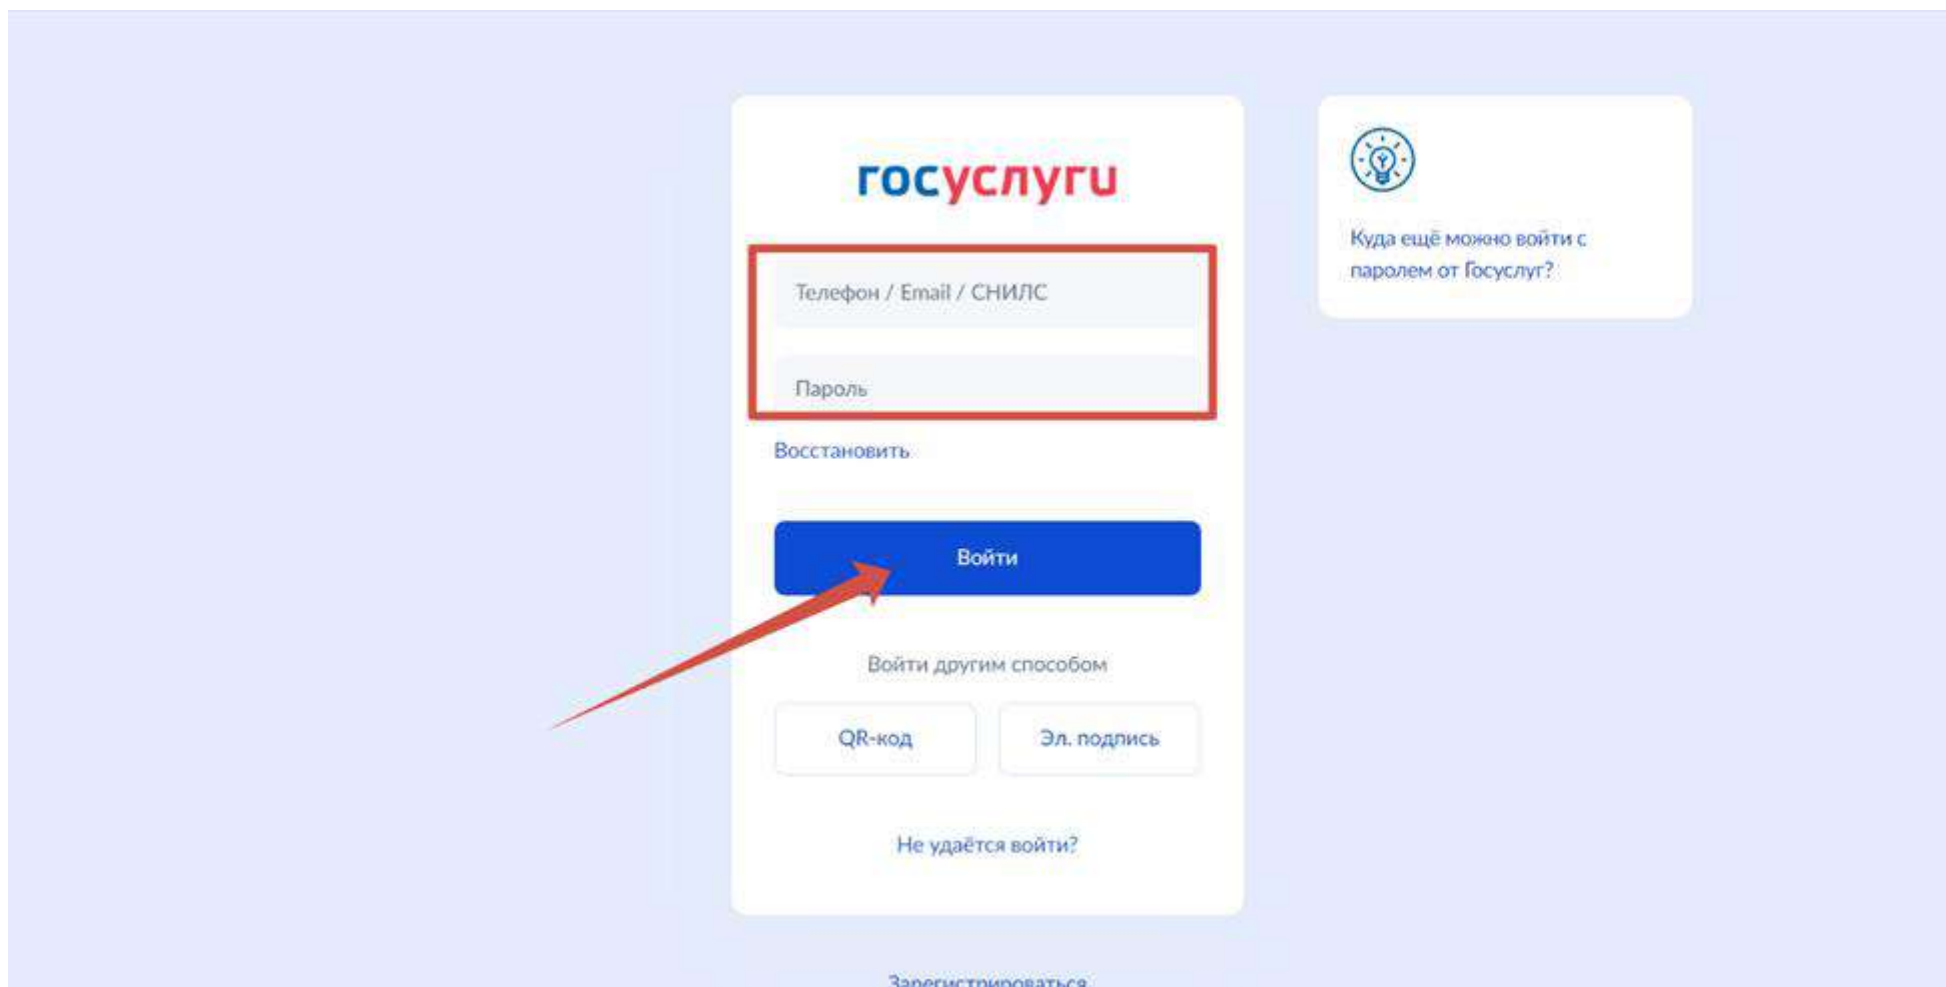 госуслуги
Телефон / Email / СНИЛС
Пароль
Восстановить
Войти
Войти другим способом
QR-код
Эл. подпись
Не удаётся войти?
Зарегистрироваться
Куда ещё можно войти с
паролем от Госуслуг?